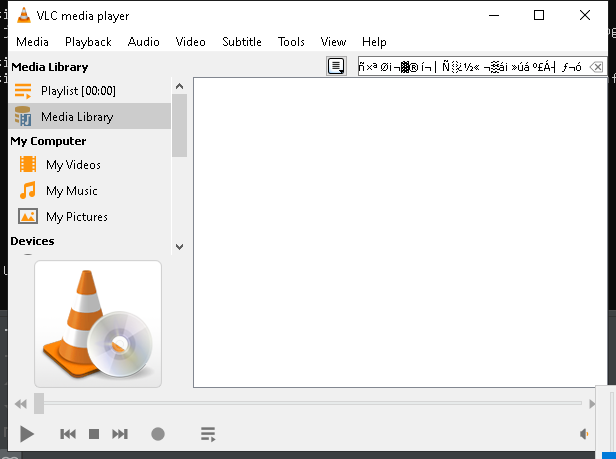 VLC media player
Media Playback Audio Video Subtitle Tools View Help
Media Library
ñ×ª Øi¬▓® í¬│ Ñ░¿½« ¬▒ái »úá º£Á┤ ƒ¬ó
Playlist [00:00]
Media Library
My Computer
My Videos
My Music
My Pictures
Devices